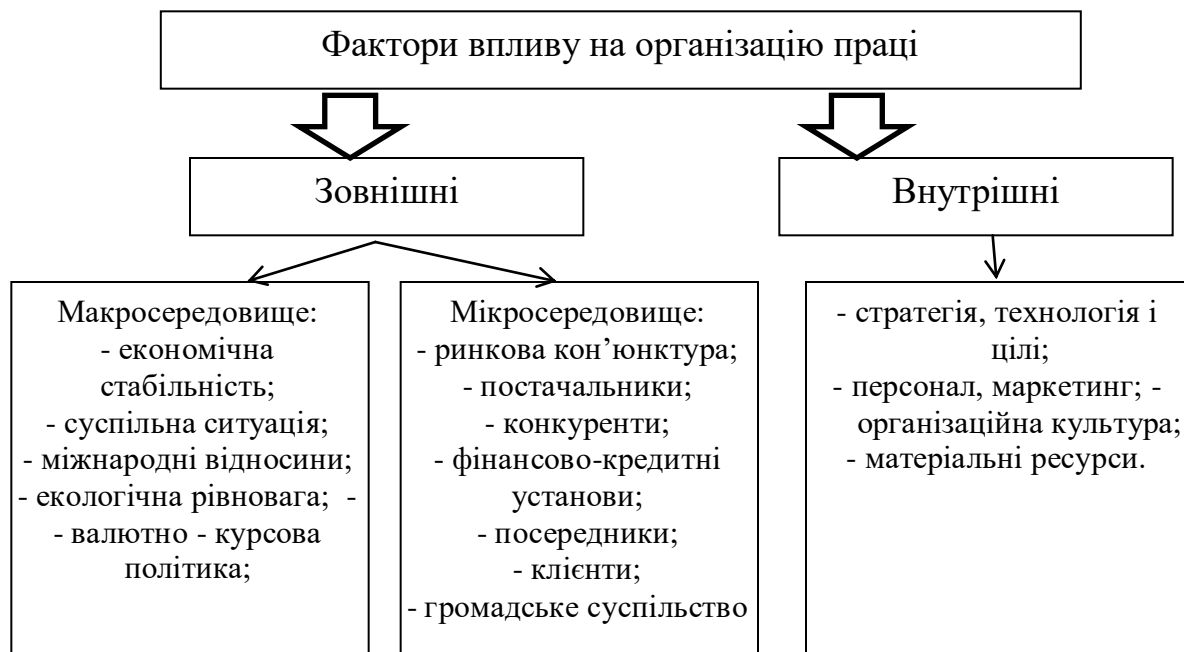 Фактори впливу на організацію праці
Зовнішні
Внутрішні
Макросередовище:
- економічна
стабільність;
- суспільна ситуація;
- міжнародні відносини;
- екологічна рівновага;  -
- валютно - курсова
політика;
Мікросередовище:
- ринкова кон’юнктура;
- постачальники;
- конкуренти;
- фінансово-кредитні
установи;
- посередники;
- клієнти;
- громадське суспільство
- стратегія, технологія і
цілі;
- персонал, маркетинг; -
організаційна культура;
- матеріальні ресурси.